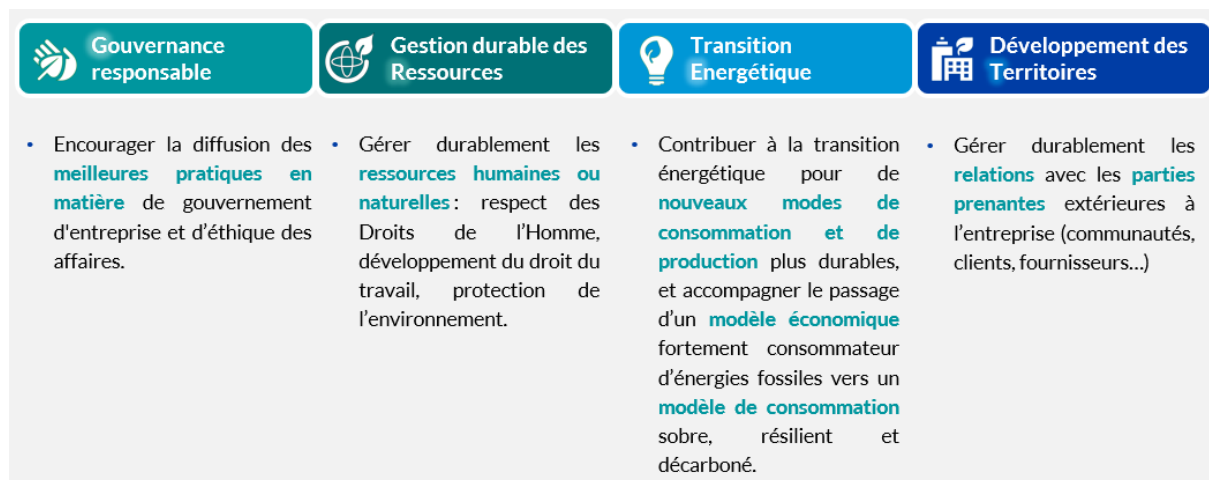 Gouvernance
responsable
Gestion durable des
Ressources
Transition
Energétique
Développement des
Territoires
• Encourager la diffusion des
meilleures pratiques en
matière de gouvernement
d'entreprise et d’éthique des
affaires.
• Gérer durablement les
ressources humaines ou
naturelles : respect des
Droits de l’Homme,
développement du droit du
travail, protection de
l’environnement.
• Contribuer à la transition
énergétique pour de
nouveaux modes de
consommation et de
production plus durables,
et accompagner le passage
d’un modèle économique
fortement consommateur
d’énergies fossiles vers un
modèle de consommation
sobre, résilient et
décarboné.
• Gérer durablement les
relations avec les parties
prenantes extérieures à
l’entreprise (communautés,
clients, fournisseurs…)